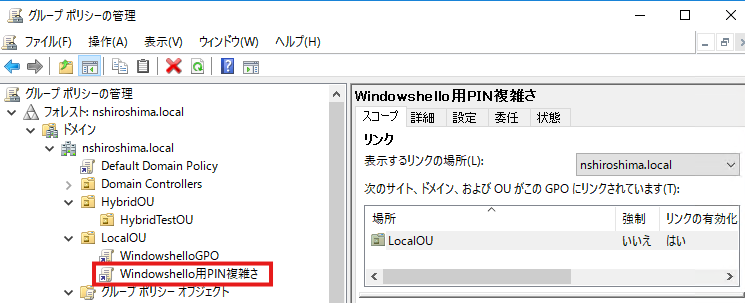 グループ ポリシーの管理
ファイル(F) 操作(A) 表示(V) ウィンドウ(W) ヘルプ(H)
グループ ポリシーの管理
フォレスト: nshiroshima.local
ドメイン
nshiroshima.local
Default Domain Policy
Domain Controllers
HybridOU
HybridTestOU
LocalOU
WindowshelloGPO
Windowshello用PIN複雑さ
グループ ポリシー オブジェクト
Windowshello用PIN複雑さ
スコープ 詳細 設定 委任 状態
リンク
表示するリンクの場所(L): nshiroshima.local
次のサイト、ドメイン、および OU がこの GPO にリンクされています(T):
場所 強制 リンクの有効化
LocalOU いいえ はい